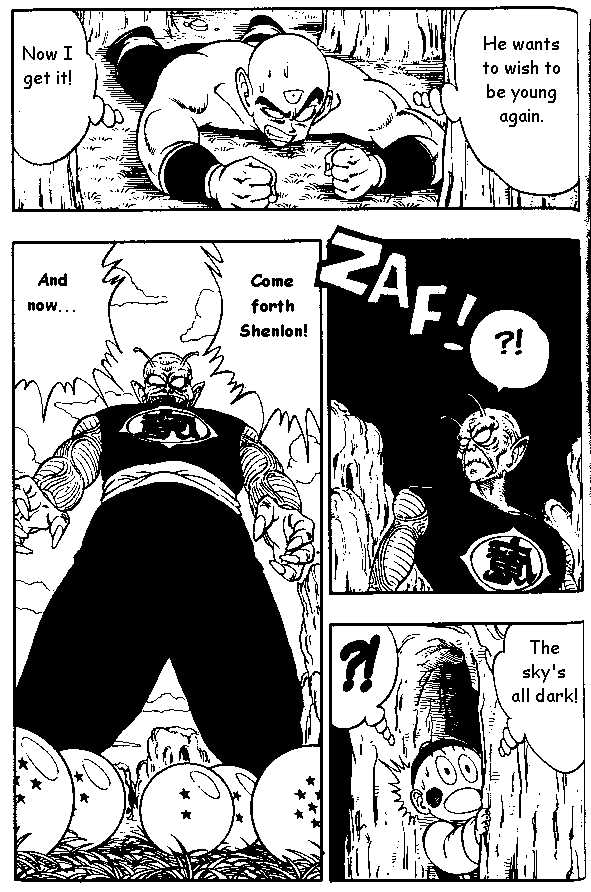 Now I
get it!
He wants
to wish to
be young
again.
And
now...
Come
forth
Shenlon!
ZAF!
?!
?!
The
sky's
all dark!